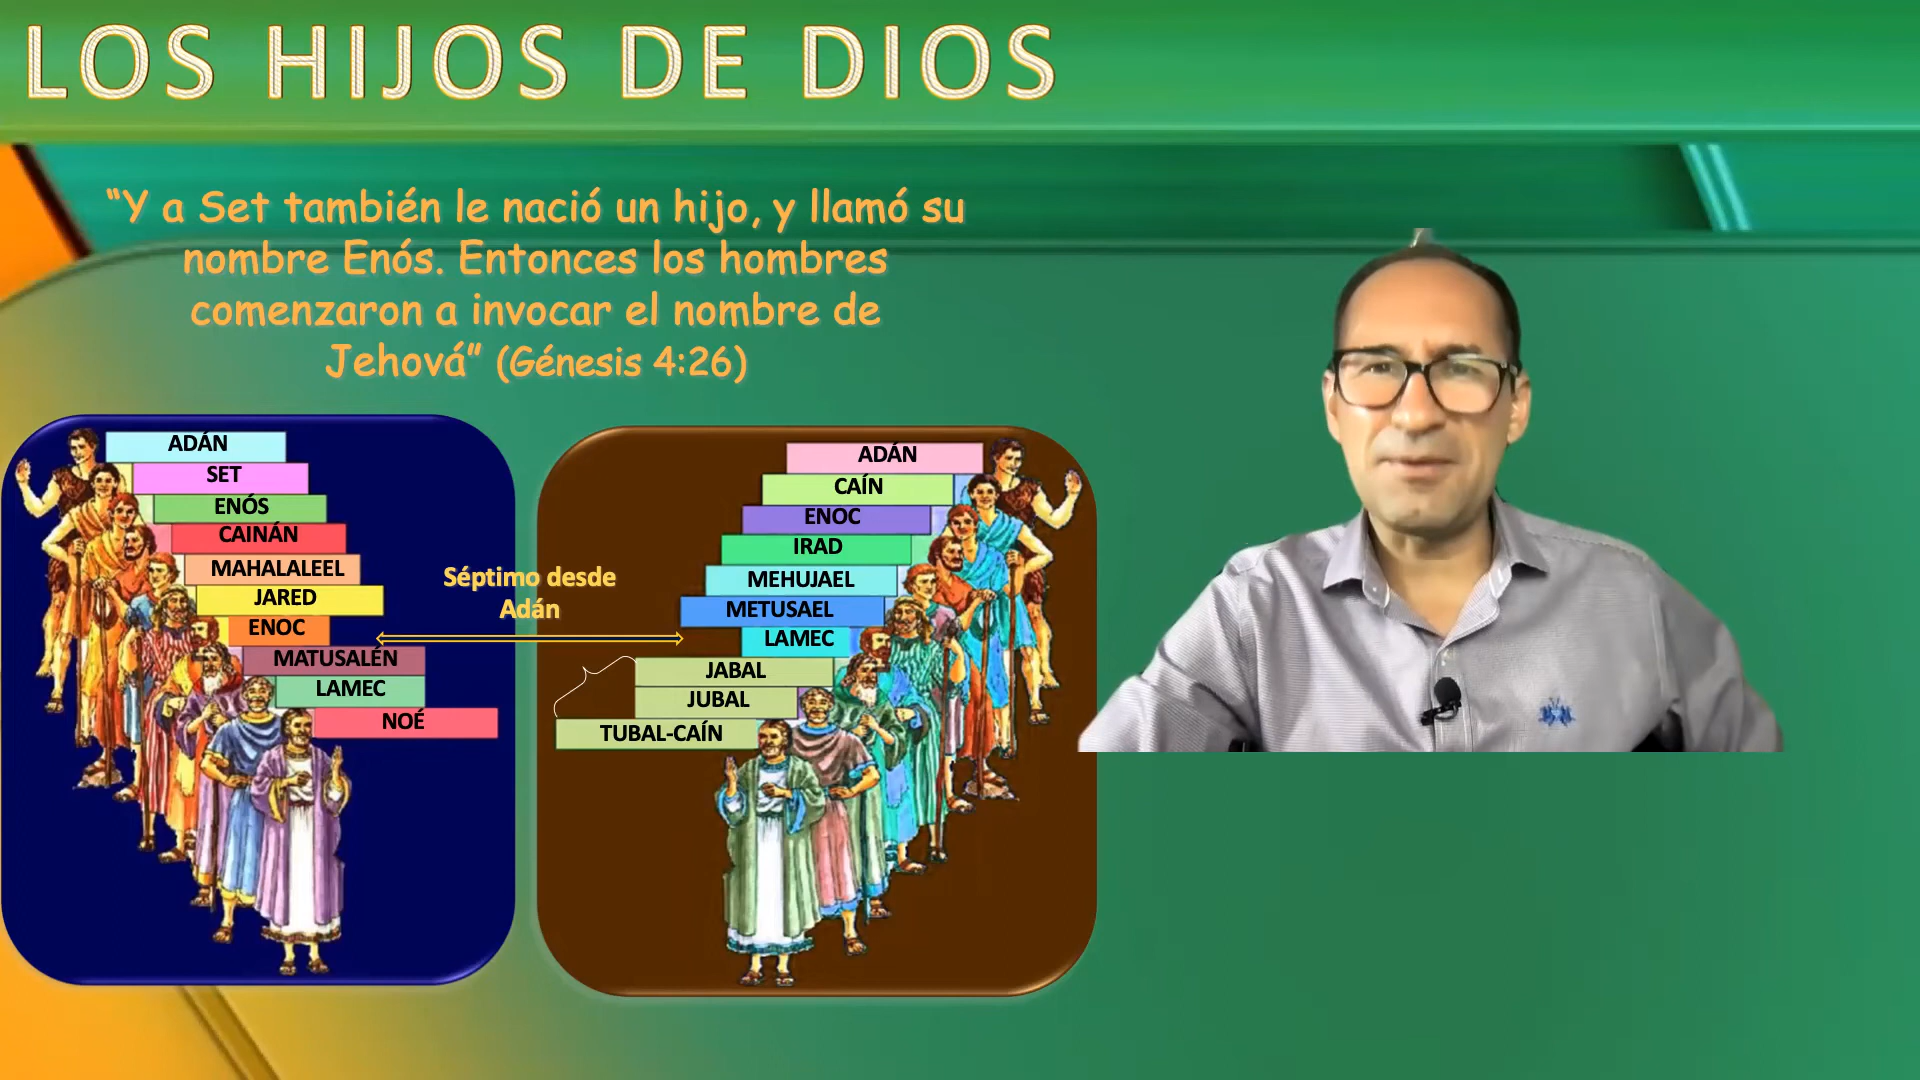 LOS HIJOS DE DIOS
“Y a Set también le nació un hijo, y llamó su
nombre Enós. Entonces los hombres
comenzaron a invocar el nombre de
Jehová” (Génesis 4:26)
ADÁN
SET
ENÓS
CAINÁN
MAHALALEEL
JARED
ENOC
MATUSALÉN
LAMEC
NOÉ
Séptimo desde
Adán
ADÁN
CAÍN
ENOC
IRAD
MEHUJAEL
METUSAEL
LAMEC
JABAL
JUBAL
TUBAL-CAÍN